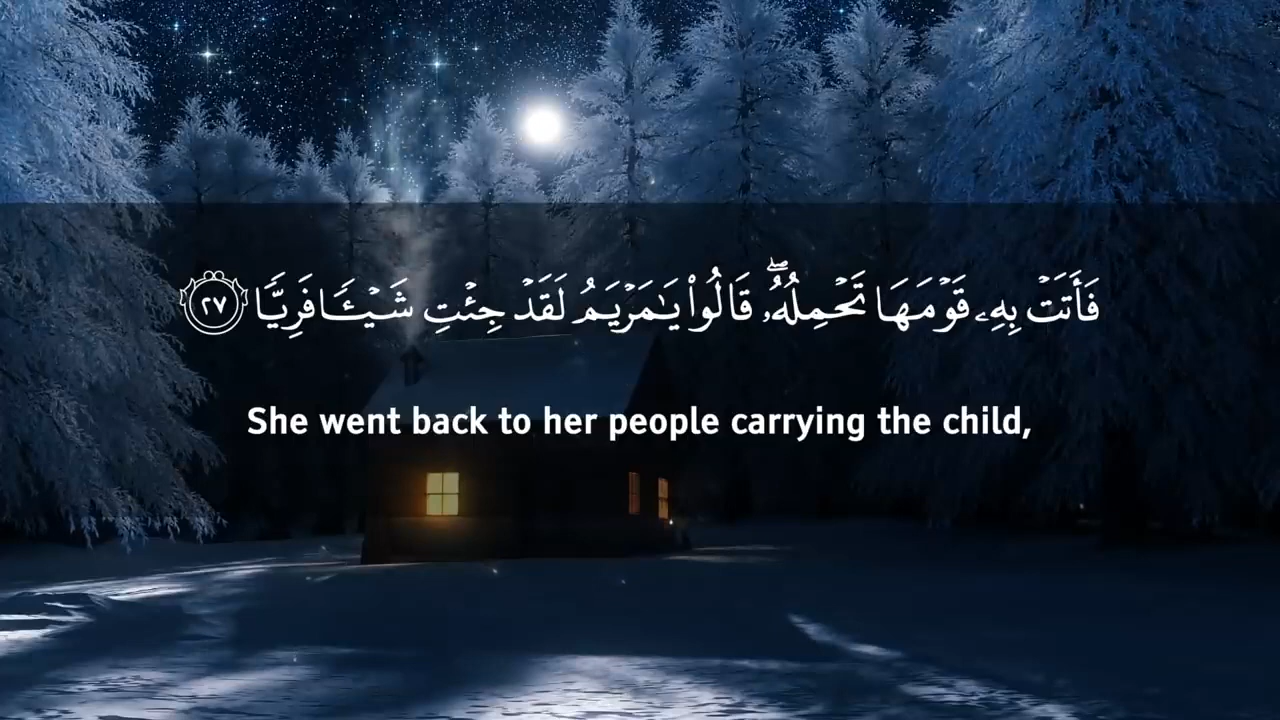 فَأَتَتۡ بِهِۦ قَوۡمَهَا تَحۡمِلُهُۥۖ قَالُواْ يَٰمَرۡيَمُ لَقَدۡ جِئۡتِ شَيۡـٔٗا فَرِيّٗا ٢٧
She went back to her people carrying the child,